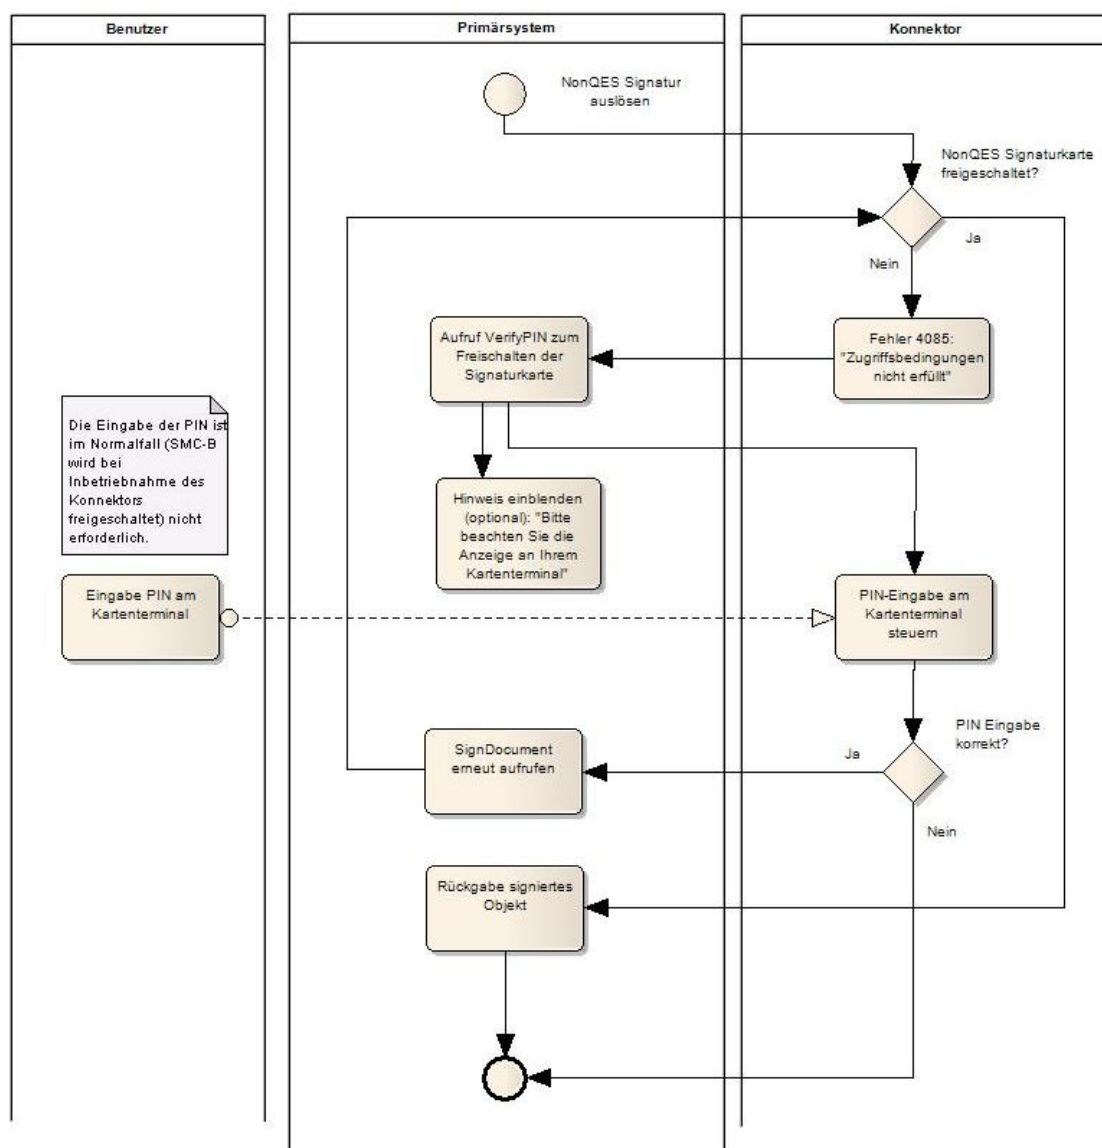 Benutzer
Primärsystem
Konnektor
NonQES Signatur
auslösen
NonQES Signaturkarte
freigeschaltet?
Ja
Nein
Aufruf VerifyPIN zum
Freischalten der
Signaturkarte
Fehler 4085:
"Zugriffsbedingungen
nicht erfüllt"
Die Eingabe der PIN ist
im Normalfall (SMC-B
wird bei
Inbetriebnahme des
Konnektors
freigeschaltet) nicht
erforderlich.
Hinweis einblenden
(optional): "Bitte
beachten Sie die
Anzeige an Ihrem
Kartenterminal"
Eingabe PIN am
Kartenterminal
PIN-Eingabe am
Kartenterminal
steuern
PIN Eingabe
korrekt?
SignDocument
erneut aufrufen
Ja
Nein
Rückgabe signiertes
Objekt